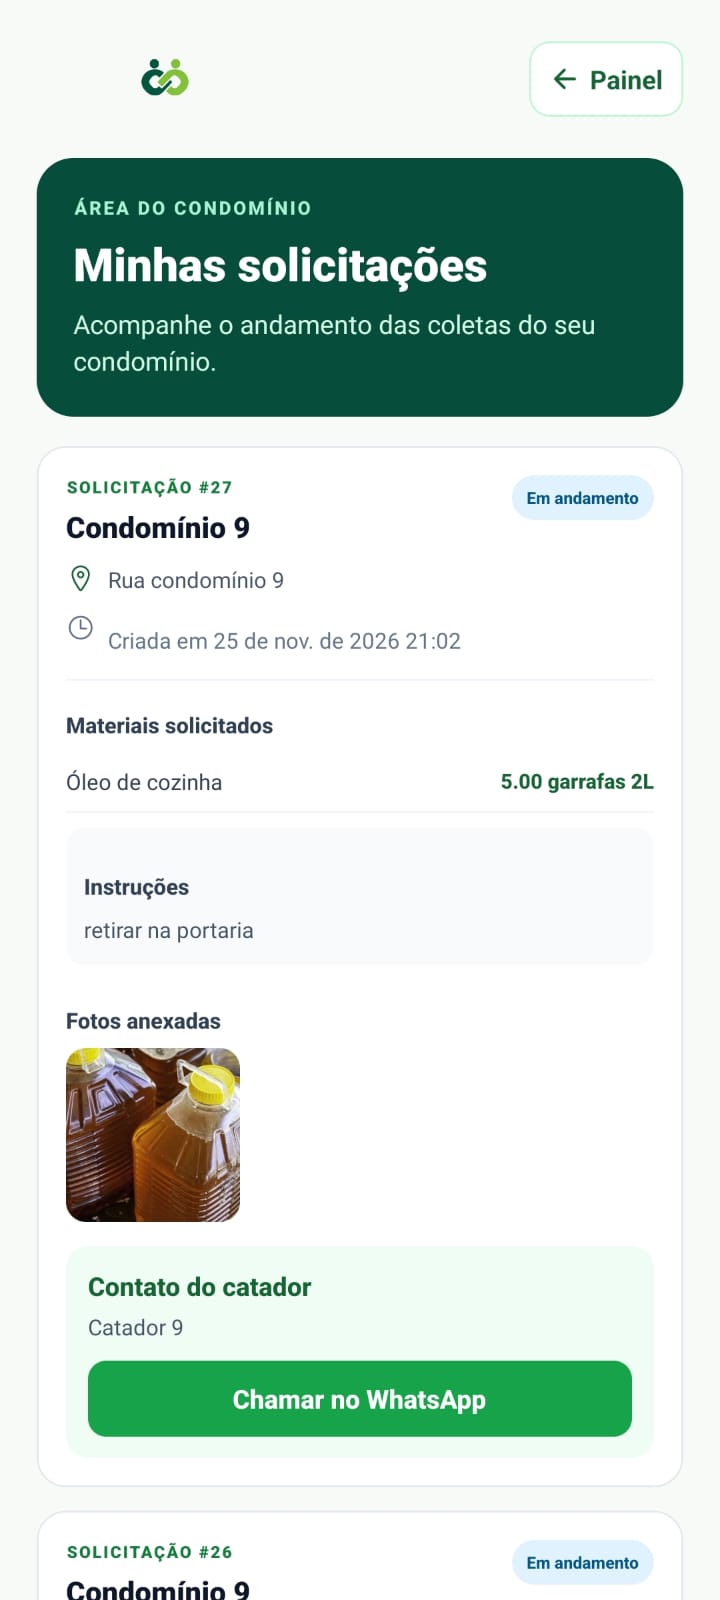 Painel
ÁREA DO CONDOMÍNIO
Minhas solicitações
Acompanhe o andamento das coletas do seu
condomínio.
SOLICITAÇÃO #27
Em andamento
Condomínio 9
Rua condomínio 9
Criada em 25 de nov. de 2026 21:02
Materiais solicitados
Óleo de cozinha 5.00 garrafas 2L
Instruções
retirar na portaria
Fotos anexadas
Contato do catador
Catador 9
Chamar no WhatsApp
SOLICITAÇÃO #26
Em andamento
Condomínio 9